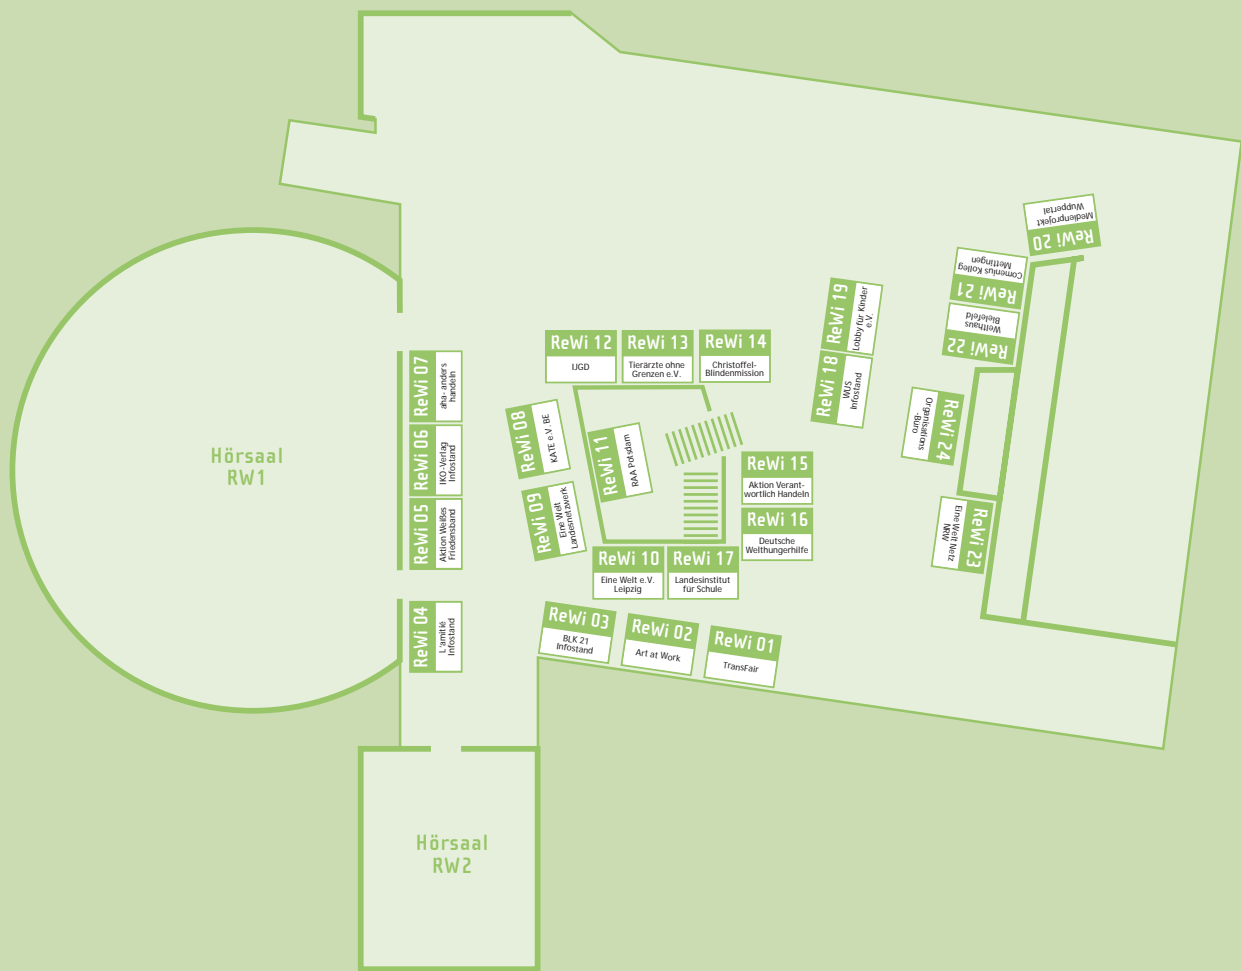 Hörsaal
RW1
Hörsaal
RW2
ReWi 01
TransFair
ReWi 02
Art at Work
ReWi 03
BLK 21
Infostand
ReWi 04
L'amitié
Infostand
ReWi 05
Aktion Weißes
Friedensband
ReWi 06
IKO-Verlag
Infostand
ReWi 07
aha - anders
handeln
ReWi 08
KATE e.V. BE
ReWi 09
Eine Welt
Landesnetzwerk
ReWi 10
Eine Welt e.V.
Leipzig
ReWi 11
RAA Potsdam
ReWi 12
IJGD
ReWi 13
Tierärzte ohne
Grenzen e.V.
ReWi 14
Christoffel-
Blindenmission
ReWi 15
Aktion Verant-
wortlich Handeln
ReWi 16
Deutsche
Welthungerhilfe
ReWi 17
Landesinstitut
für Schule
ReWi 18
WUS
Infostand
ReWi 19
Lobby für Kinder
e.V.
ReWi 20
Medienprojekt
Wuppertal
ReWi 21
Comenius Kolleg
Mettingen
ReWi 22
Welthaus
Bielefeld
ReWi 23
Eine Welt Netz
NRW
ReWi 24
Organisations
-Büro